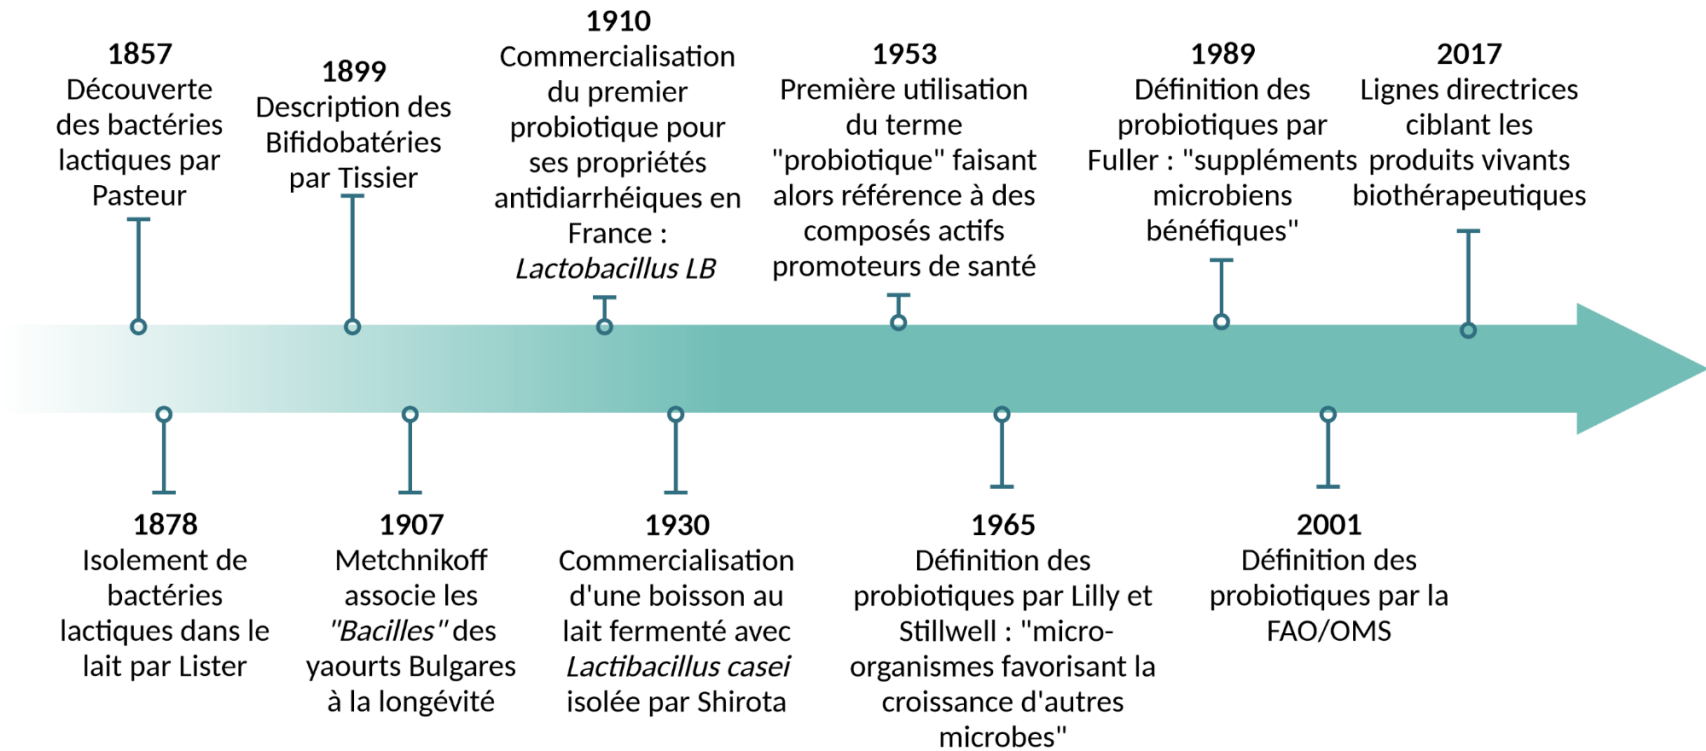 1857
Découverte
des bactéries
lactiques par
Pasteur
1899
Description des
Bifidobatéries
par Tissier
1910
Commercialisation
du premier
probiotique pour
ses propriétés
antidiarrhéiques en
France :
Lactobacillus LB
1953
Première utilisation
du terme
"probiotique" faisant
alors référence à des
composés actifs
promoteurs de santé
1989
Définition des
probiotiques par
Fuller : "suppléments
microbiens
bénéfiques"
2017
Lignes directrices
ciblant les
produits vivants
biothérapeutiques
1878
Isolement de
bactéries
lactiques dans le
lait par Lister
1907
Metchnikoff
associe les
"Bacilles" des
yaourts Bulgares
à la longévité
1930
Commercialisation
d'une boisson au
lait fermenté avec
Lactibacillus casei
isolée par Shirota
1965
Définition des
probiotiques par Lilly et
Stillwell : "micro-
organismes favorisant la
croissance d'autres
microbes"
2001
Définition des
probiotiques par la
FAO/OMS